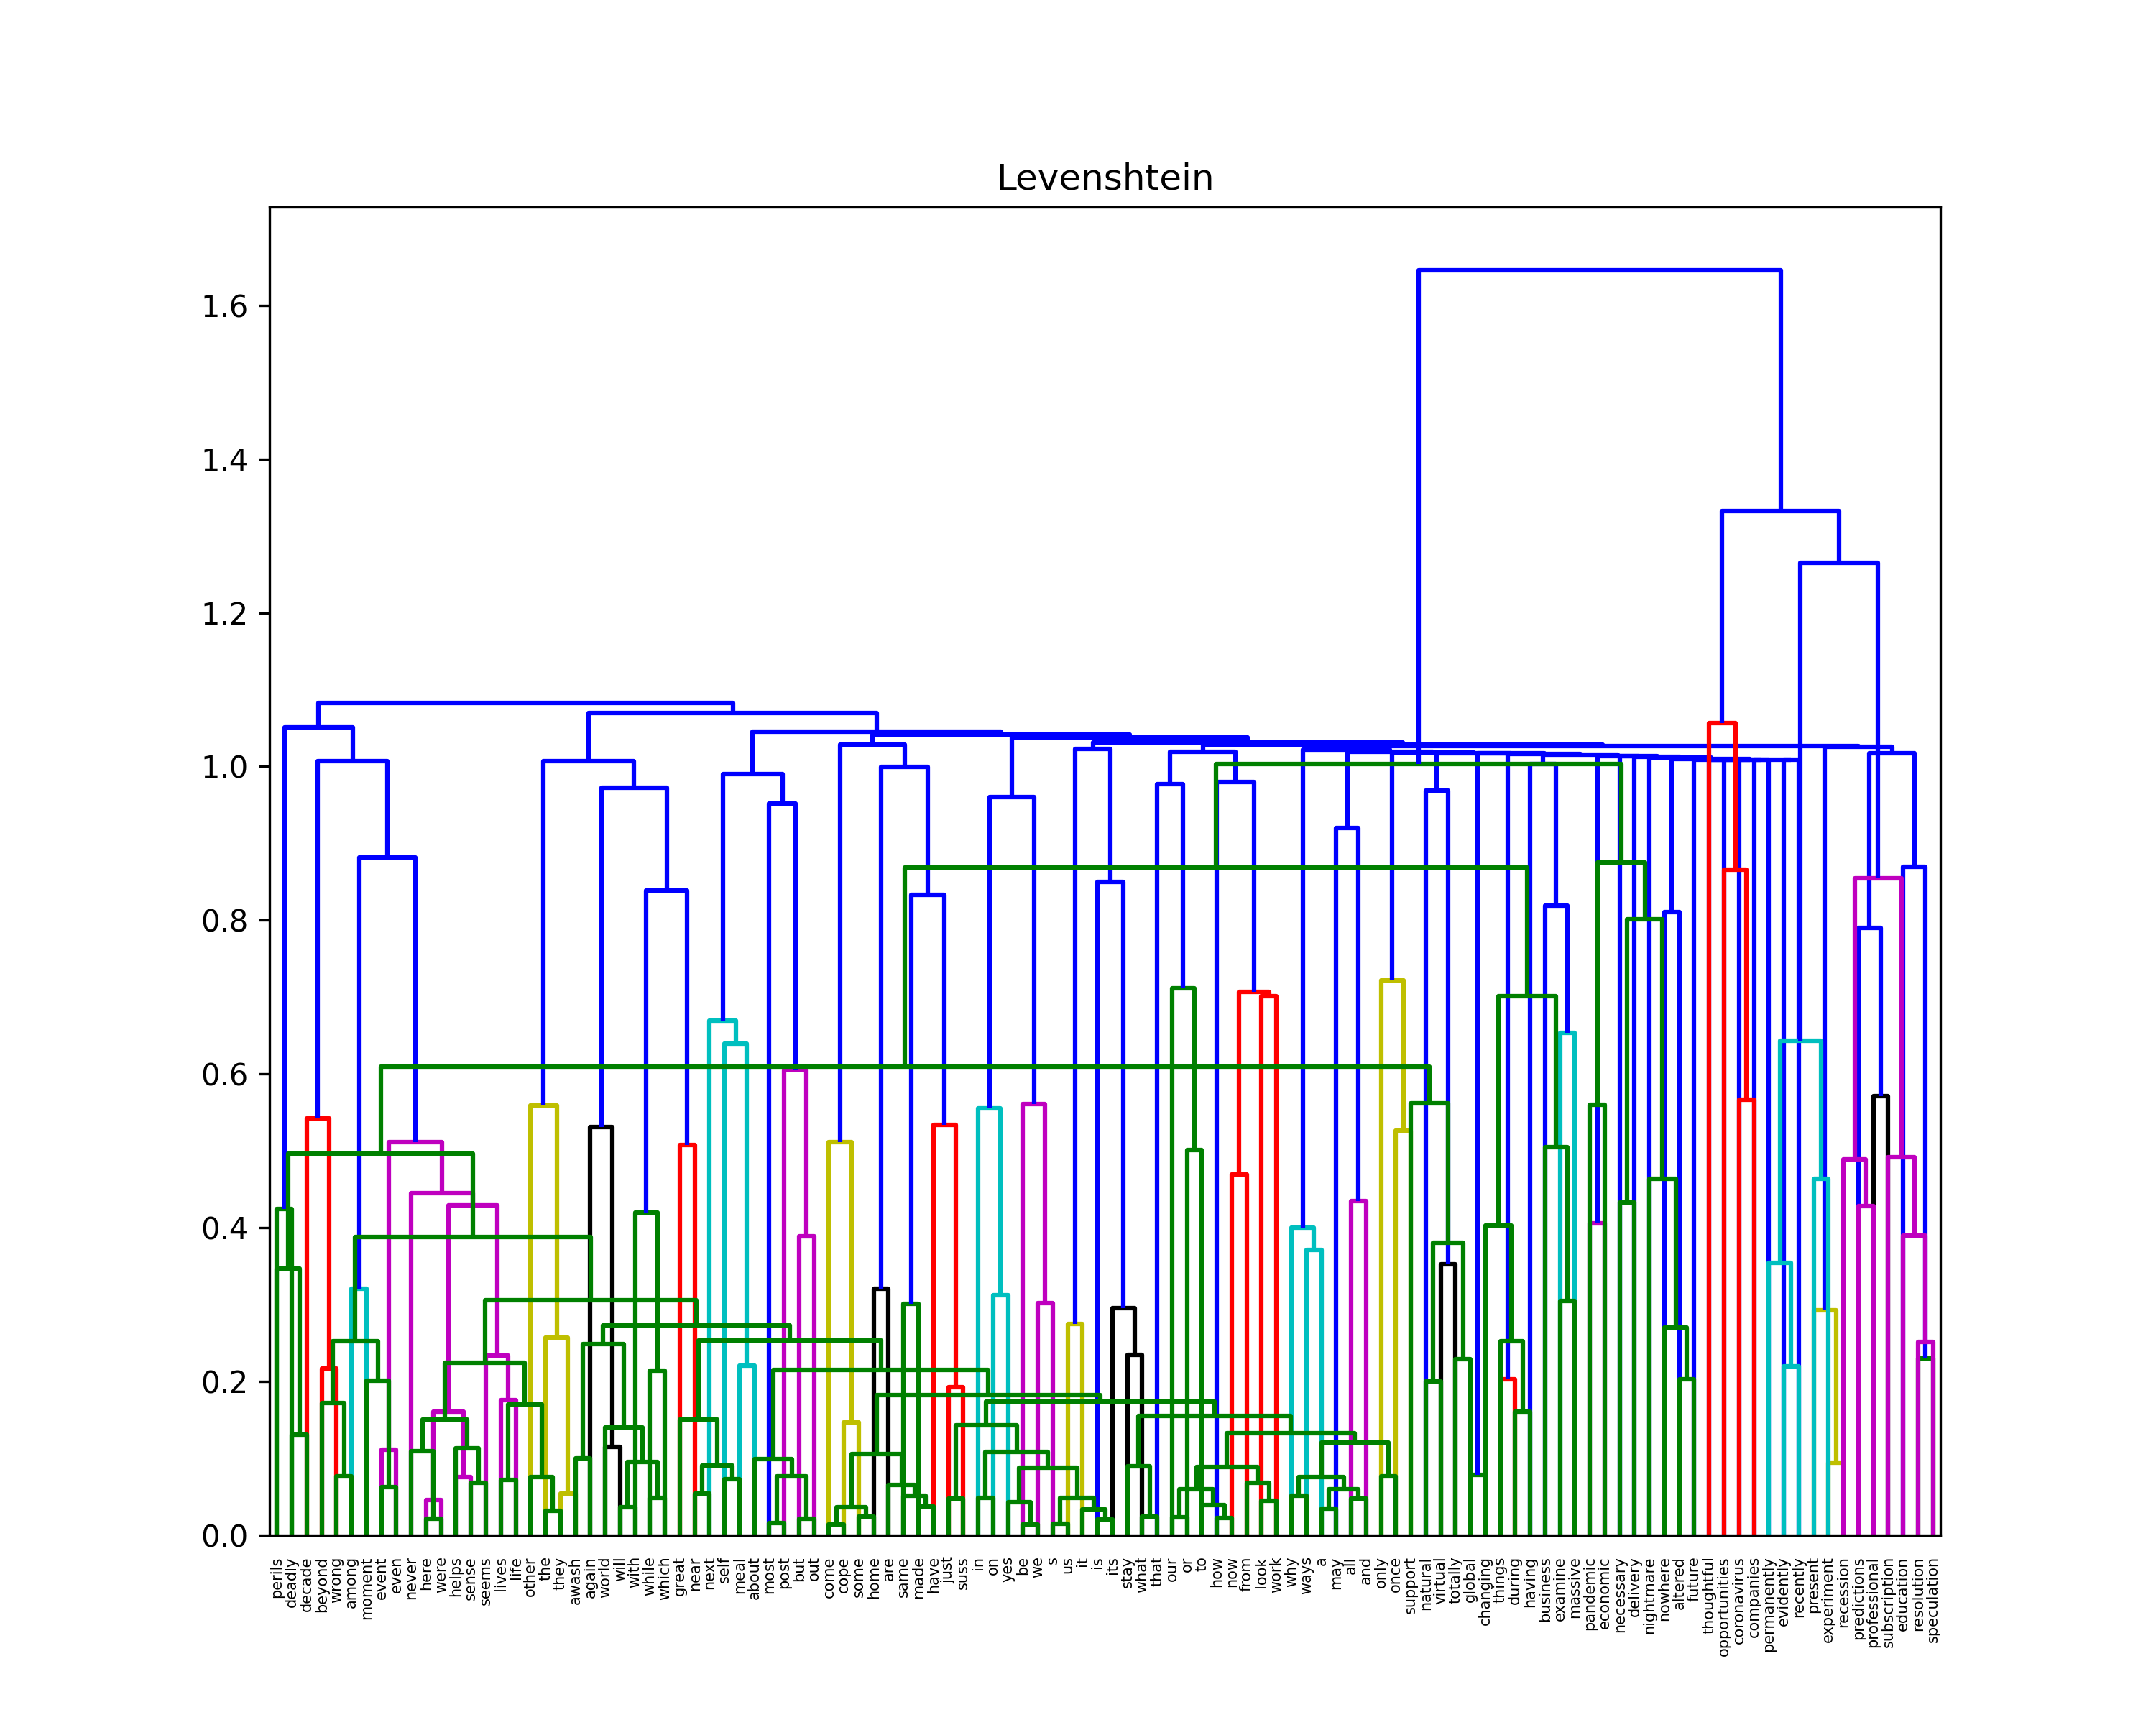 Levenshtein
1.6
1.4
1.2
1.0
0.8
0.6
0.4
0.2
0.0
perils
deadly
decade
beyond
wrong
among
moment
event
even
never
here
were
helps
sense
seems
lives
life
other
the
they
awash
again
world
will
with
while
which
great
near
next
self
meal
about
most
post
but
out
come
cope
some
home
are
same
made
have
just
suss
in
on
yes
be
we
s
us
it
is
its
stay
what
that
our
or
to
how
now
from
look
work
why
ways
a
may
all
and
only
once
support
natural
virtual
totally
global
changing
things
during
having
business
examine
massive
pandemic
economic
necessary
delivery
nightmare
nowhere
altered
future
thoughtful
opportunities
coronavirus
companies
permanently
evidently
recently
present
experiment
recession
predictions
professional
subscription
education
resolution
speculation